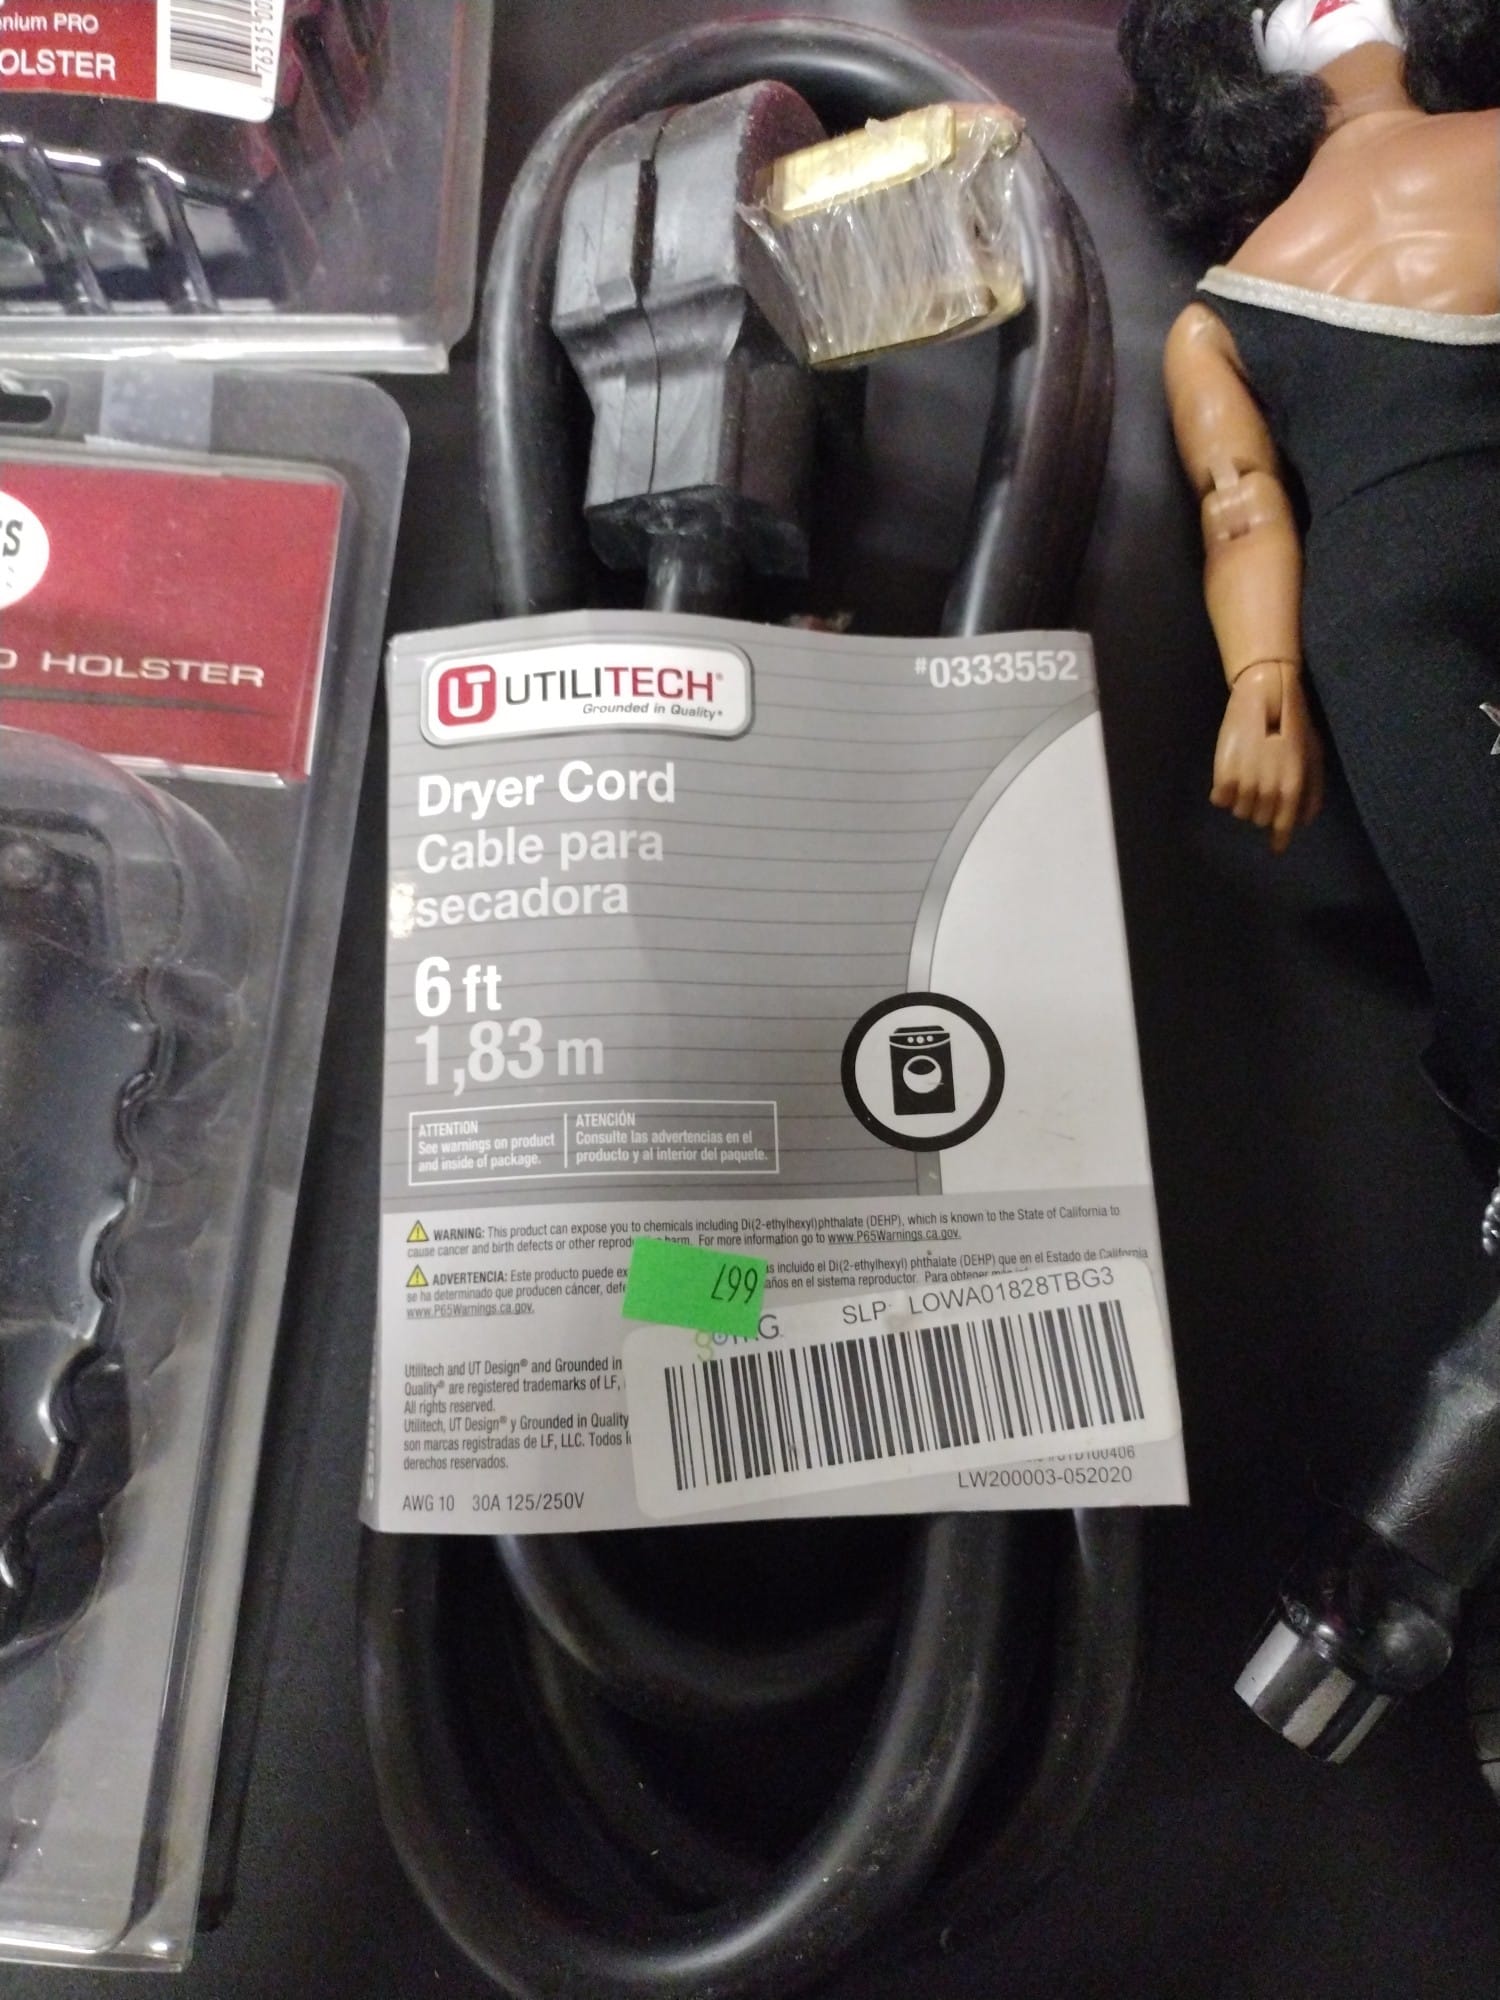 enium PRO
OLSTER
S
O HOLSTER
UTILITECH®
Grounded in Quality®
#0333552
Dryer Cord
Cable para
secadora
6 ft
1,83 m
ATTENTION
See warnings on product
and inside of package.
ATENCIÓN
Consulte las advertencias en el
producto y al interior del paquete.
WARNING: This product can expose you to chemicals including Di(2-ethylhexyl)phthalate (DEHP), which is known to the State of California to
cause cancer and birth defects or other reprod harm. For more information go to www.P65Warnings.ca.gov.
ADVERTENCIA: Este producto puede ex as incluido el Di(2-ethylhexyl) phthalate (DEHP) que en el Estado de California
se ha determinado que producen cáncer, defe años en el sistema reproductor. Para obtener
www.P65Warnings.ca.gov.
SLP: LOWA01828TBG3
Utilitech and UT Design® and Grounded in
Quality® are registered trademarks of LF,
All rights reserved.
Utilitech, UT Design® y Grounded in Quality
son marcas registradas de LF, LLC. Todos l
derechos reservados.
LW200003-052020
AWG 10 30A 125/250V